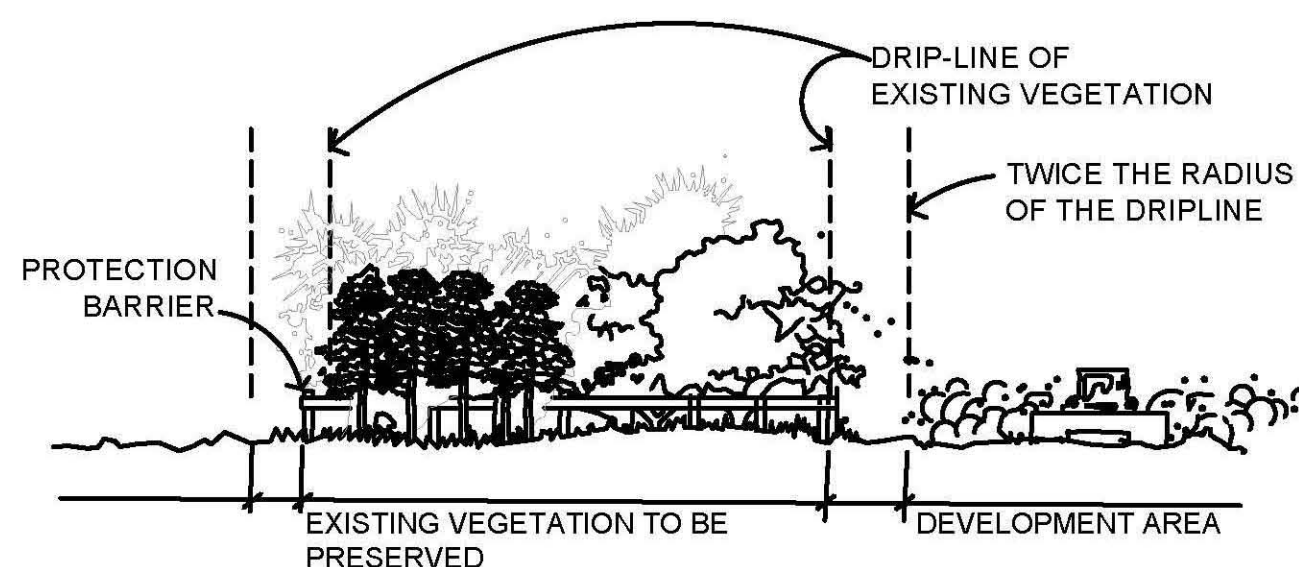 DRIP-LINE OF
EXISTING VEGETATION
TWICE THE RADIUS
OF THE DRIPLINE
PROTECTION
BARRIER
EXISTING VEGETATION TO BE
PRESERVED
DEVELOPMENT AREA